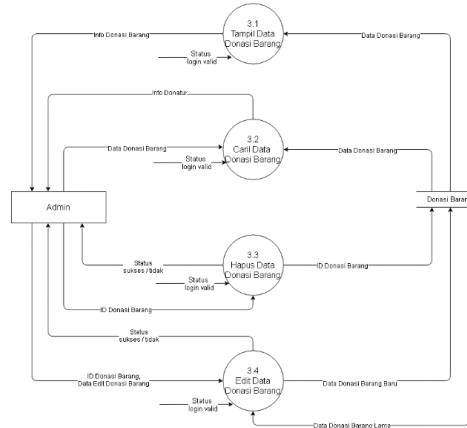 3.1
Tampil Data
Donasi Barang
Info Donasi Barang
Data Donasi Barang
Status
login valid
Info Donatur
3.2
Caril Data
Donasi Barang
Data Donasi Barang
Data Donasi Barang
Status
login valid
Admin
Donasi Barang
3.3
Hapus Data
Donasi Barang
Status
sukses / tidak
ID Donasi Barang
Status
login valid
ID Donasi Barang
Status
sukses / tidak
3.4
Edit Data
Donasi Barang
ID Donasi Barang,
Data Edit Donasi Barang
Data Donasi Barang Baru
Status
login valid
Data Donasi Barang Lama